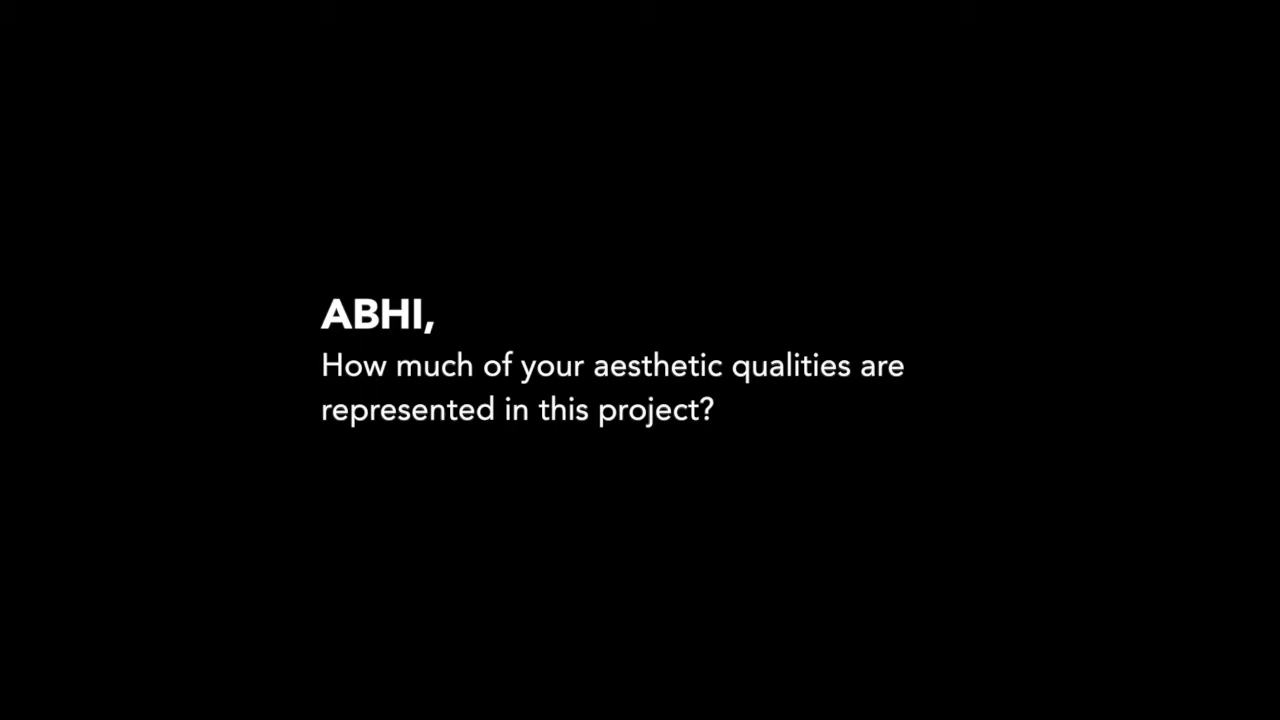 ABHI,
How much of your aesthetic qualities are
represented in this project?